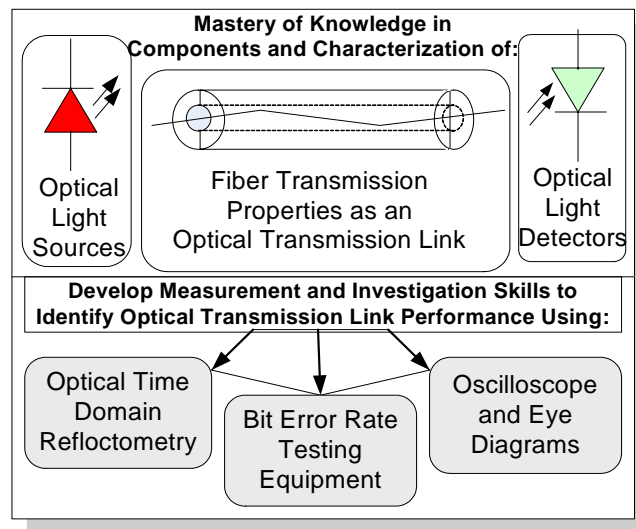 Mastery of Knowledge in
Components and Characterization of:
Optical
Light
Sources
Fiber Transmission
Properties as an
Optical Transmission Link
Optical
Light
Detectors
Develop Measurement and Investigation Skills to
Identify Optical Transmission Link Performance Using:
Optical Time
Domain
Refloctometry
Bit Error Rate
Testing
Equipment
Oscilloscope
and Eye
Diagrams